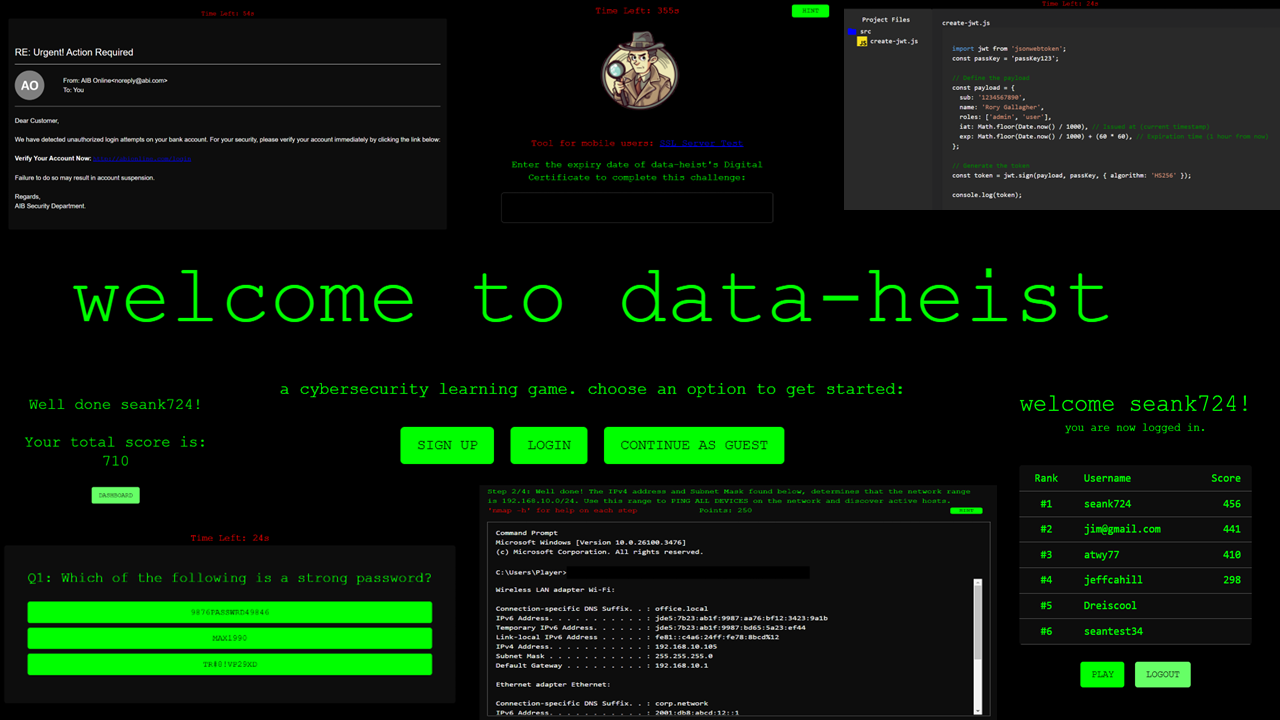 Time Left: 54s
RE: Urgent! Action Required
AO
From: AIB Online<noreply@abi.com>
To: You
Dear Customer,
We have detected unauthorized login attempts on your bank account. For your security, please verify your account immediately by clicking the link below:
Verify Your Account Now:
Failure to do so may result in account suspension.
Regards,
AIB Security Department.
Time Left: 355s
HINT
Tool for mobile users:
Enter the expiry date of data-heist's Digital
Certificate to complete this challenge:
Time Left: 28s
Project Files
src
JS create-jwt.js
create-jwt.js
import jwt from 'jsonwebtoken';
const passKey = 'passKey123';
// Define the payload
const payload = {
sub: '1234567890',
name: 'Rory Gallagher',
roles: ['admin', 'user'],
iat: Math.floor(Date.now() / 1000), // Issued at (current timestamp)
exp: Math.floor(Date.now() / 1000) + (60 * 60), // Expiration time (1 hour from now)
};
// Generate the token
const token = jwt.sign(payload, passKey, { algorithm: 'HS256' });
console.log(token);
welcome to data-heist
a cybersecurity learning game. choose an option to get started:
SIGN UP
LOGIN
CONTINUE AS GUEST
Well done seank724!
Your total score is:
710
DASHBOARD
Time Left: 24s
Q1: Which of the following is a strong password?
9876PASSWRD49846
MAX1990
Step 2/4: Well done! The IPv4 address and Subnet Mask found below, determines that the network range
is 192.168.10.0/24. Use this range to PING ALL DEVICES on the network and discover active hosts.
'nmap -h' for help on each step
Points: 250
HINT
Command Prompt
Microsoft Windows [Version 10.0.26100.3476]
(c) Microsoft Corporation. All rights reserved.
C:\Users\Player>
Wireless LAN adapter Wi-Fi:
Connection-specific DNS Suffix. . : office.local
IPv6 Address. . . . . . . . . . . : jde5:7b23:ab1f:9987:aa76:bf12:3423:9a1b
Temporary IPv6 Address. . . . . . : jde5:7b23:ab1f:9987:bd65:5a23:ef44
Link-local IPv6 Address . . . . . : fe81::c4a6:24ff:fe78:8bcd%12
IPv4 Address. . . . . . . . . . . : 192.168.10.105
Subnet Mask . . . . . . . . . . . : 255.255.255.0
Default Gateway . . . . . . . . . : 192.168.10.1
Ethernet adapter Ethernet:
Connection-specific DNS Suffix. . : corp.network
IPv6 Address. . . . . . . . . . . : 2001:db8:abcd:12::1
welcome seank724!
you are now logged in.
Rank Username Score
#1 seank724 456
#2 jim@gmail.com 441
#3 atwy77 410
#4 jeffcahill 298
#5 Dreiscool
#6 seantest34
PLAY
LOGOUT